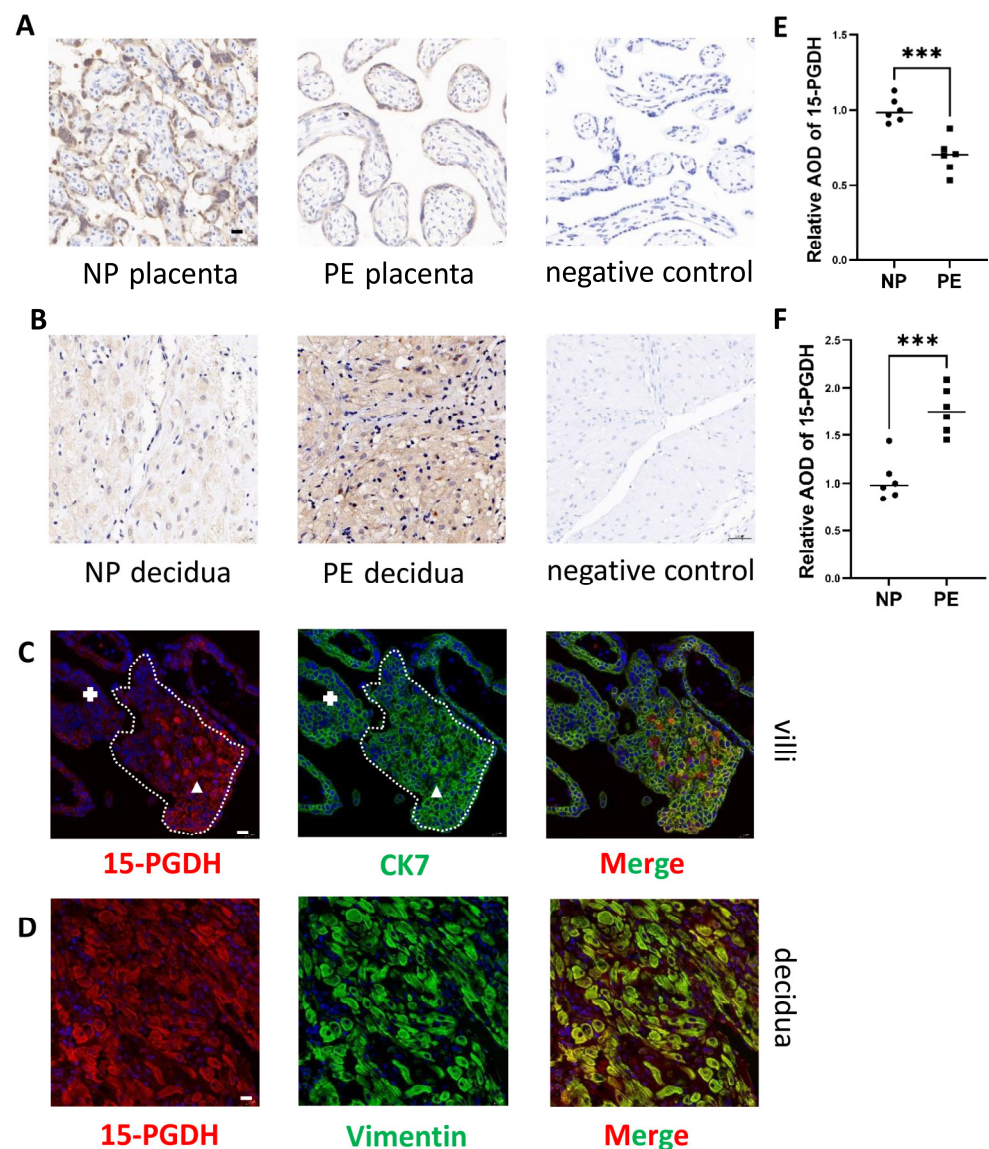 A
NP placenta
PE placenta
negative control
B
NP decidua
PE decidua
negative control
C
15-PGDH
CK7
Merge
villi
D
15-PGDH
Vimentin
Merge
decidua
E
Relative AOD of 15-PGDH
1.5
1.0
0.5
0.0
***
NP
PE
F
Relative AOD of 15-PGDH
2.5
2.0
1.5
1.0
0.5
0.0
***
NP
PE